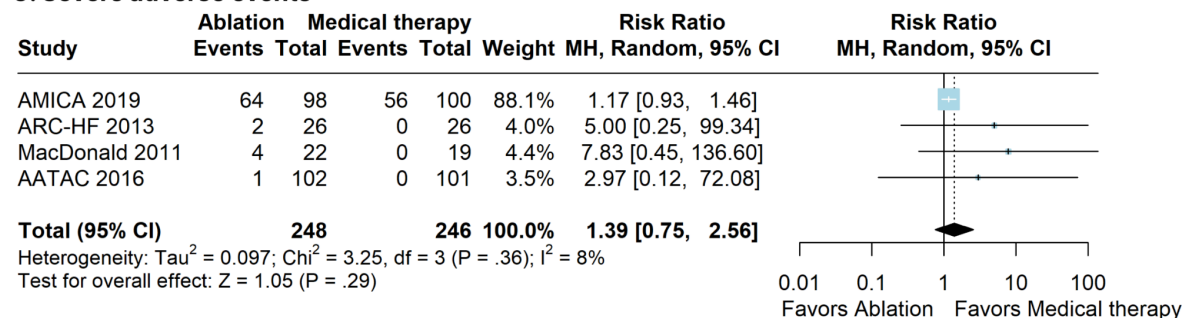 Ablation Medical therapy Risk Ratio Risk Ratio
Study Events Total Events Total Weight MH, Random, 95% CI MH, Random, 95% CI
AMICA 2019 64 98 56 100 88.1% 1.17 [0.93, 1.46]
ARC-HF 2013 2 26 0 26 4.0% 5.00 [0.25, 99.34]
MacDonald 2011 4 22 0 19 4.4% 7.83 [0.45, 136.60]
AATAC 2016 1 102 0 101 3.5% 2.97 [0.12, 72.08]
Total (95% CI) 248 246 100.0% 1.39 [0.75, 2.56]
Heterogeneity: Tau² = 0.097; Chi² = 3.25, df = 3 (P = .36); I² = 8%
Test for overall effect: Z = 1.05 (P = .29)
0.01 0.1 1 10 100
Favors Ablation Favors Medical therapy